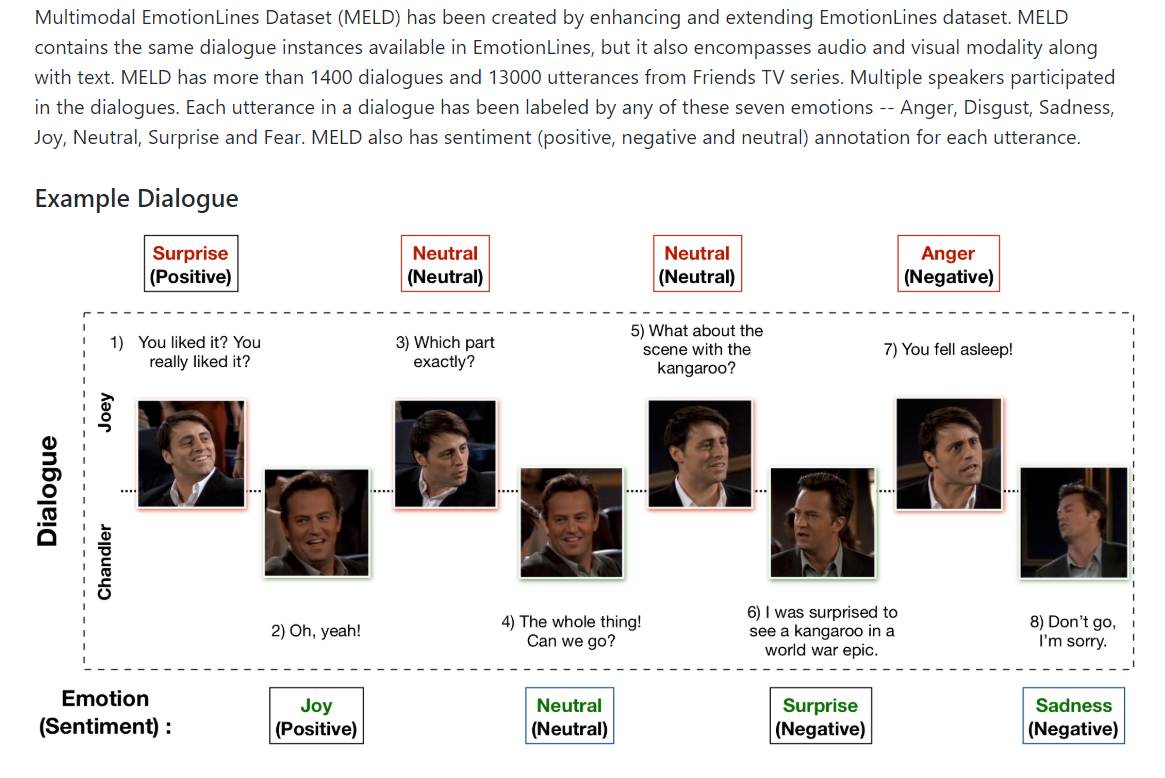 Multimodal EmotionLines Dataset (MELD) has been created by enhancing and extending EmotionLines dataset. MELD
contains the same dialogue instances available in EmotionLines, but it also encompasses audio and visual modality along
with text. MELD has more than 1400 dialogues and 13000 utterances from Friends TV series. Multiple speakers participated
in the dialogues. Each utterance in a dialogue has been labeled by any of these seven emotions -- Anger, Disgust, Sadness,
Joy, Neutral, Surprise and Fear. MELD also has sentiment (positive, negative and neutral) annotation for each utterance.
Example Dialogue
Surprise
(Positive)
Neutral
(Neutral)
Neutral
(Neutral)
Anger
(Negative)
Dialogue
Joey
1) You liked it? You
really liked it?
3) Which part
exactly?
5) What about the
scene with the
kangaroo?
7) You fell asleep!
Chandler
2) Oh, yeah!
4) The whole thing!
Can we go?
6) I was surprised to
see a kangaroo in a
world war epic.
8) Don't go,
I'm sorry.
Emotion
(Sentiment) :
Joy
(Positive)
Neutral
(Neutral)
Surprise
(Negative)
Sadness
(Negative)